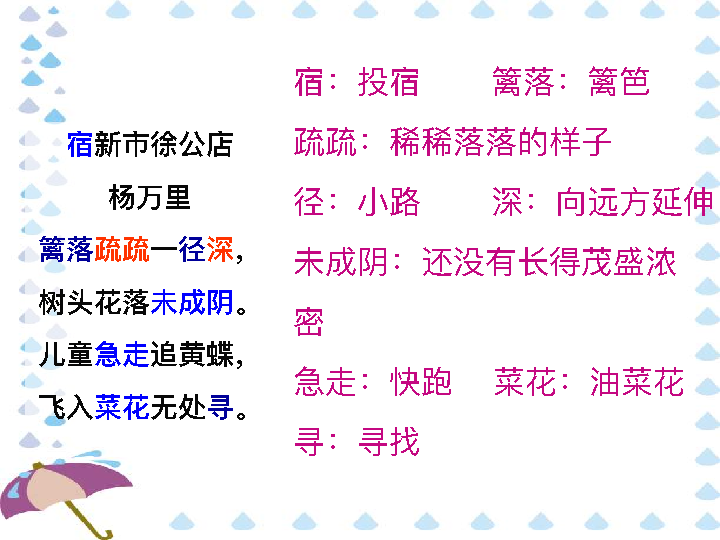 宿新市徐公店
杨万里
篱落疏疏一径深，
树头花落未成阴。
儿童急走追黄蝶，
飞入菜花无处寻。
宿：投宿 篱落：篱笆
疏疏：稀稀落落的样子
径：小路 深：向远方延伸
未成阴：还没有长得茂盛浓
密
急走：快跑 菜花：油菜花
寻：寻找